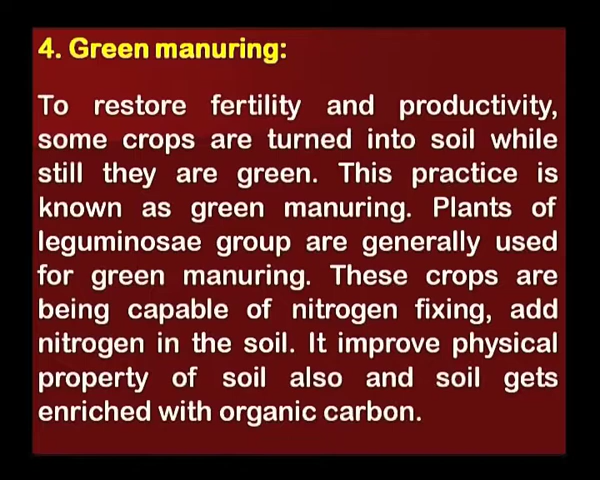 4. Green manuring:
To restore fertility and productivity,
some crops are turned into soil while
still they are green. This practice is
known as green manuring. Plants of
leguminosae group are generally used
for green manuring. These crops are
being capable of nitrogen fixing, add
nitrogen in the soil. It improve physical
property of soil also and soil gets
enriched with organic carbon.